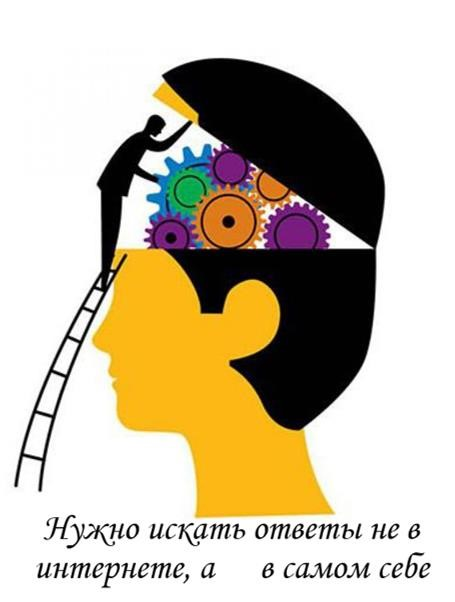 Нужно искать ответы не в
интернете, а в самом себе